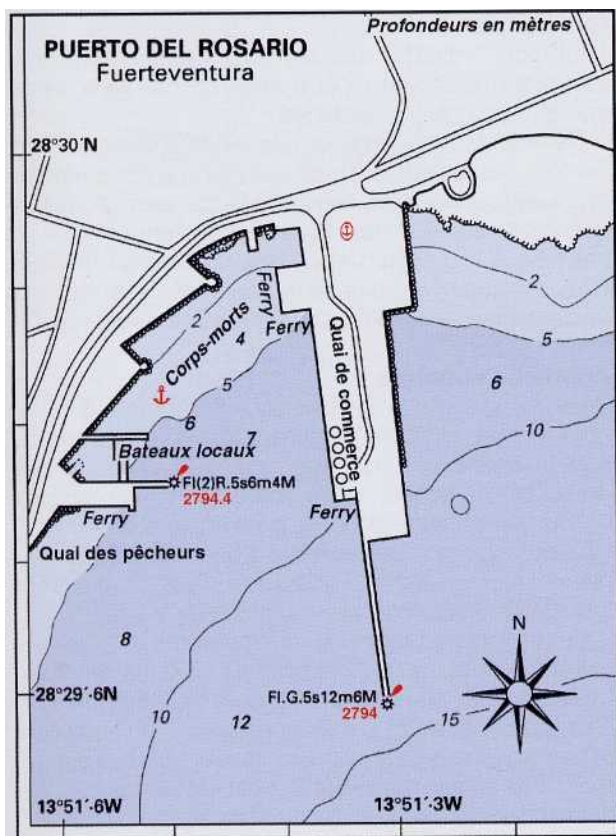 Profondeurs en mètres
PUERTO DEL ROSARIO
Fuerteventura
28°30´N
2
Ferry
2
Corps-morts
4
Ferry
5
5
6
Quai de commerce
10
6
7
Bateaux locaux
Fl(2)R.5s6m4M
2794.4
Ferry
Ferry
Quai des pêcheurs
8
N
28°29´·6N
Fl.G.5s12m6M
2794
10
12
15
13°51´·6W
13°51´·3W